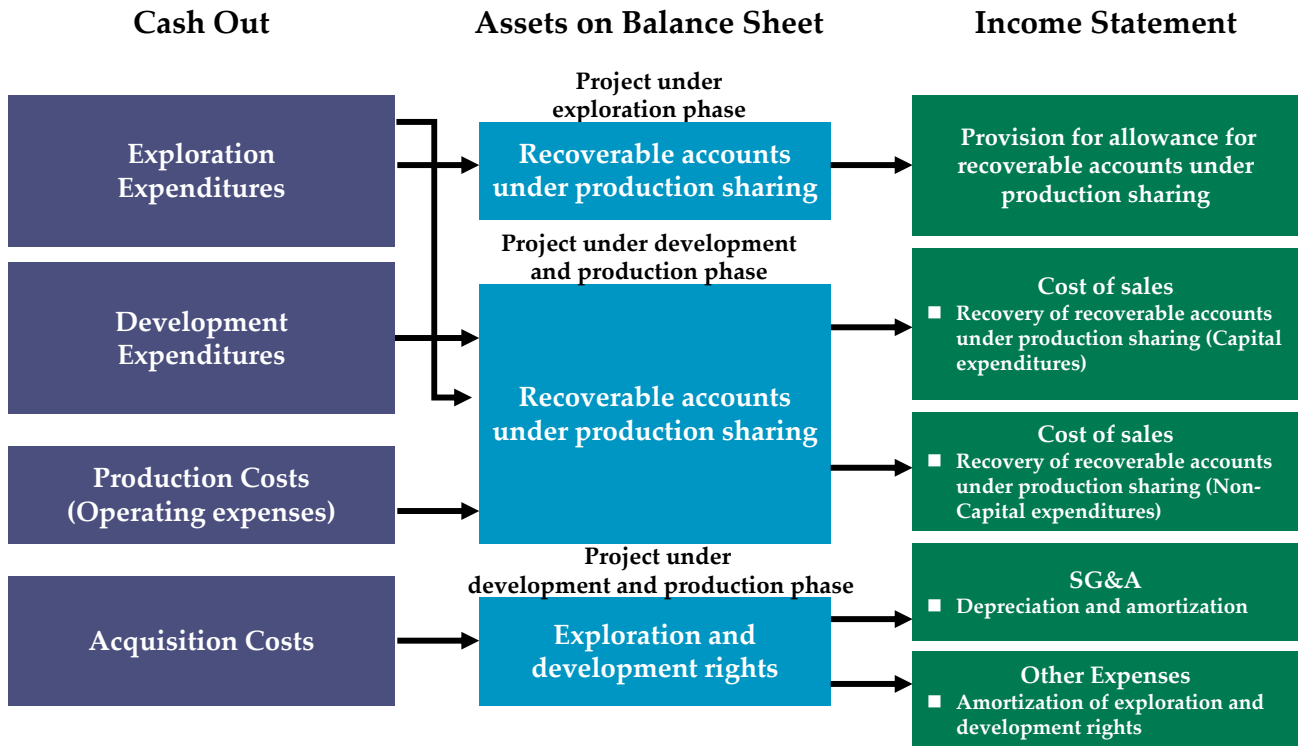 Cash Out
Assets on Balance Sheet
Income Statement
Exploration
Expenditures
Project under
exploration phase
Recoverable accounts
under production sharing
Provision for allowance for
recoverable accounts under
production sharing
Development
Expenditures
Project under development
and production phase
Recoverable accounts
under production sharing
Cost of sales
Recovery of recoverable accounts
under production sharing (Capital
expenditures)
Production Costs
(Operating expenses)
Cost of sales
Recovery of recoverable accounts
under production sharing (Non-
Capital expenditures)
Acquisition Costs
Project under
development and production phase
Exploration and
development rights
SG&A
Depreciation and amortization
Other Expenses
Amortization of exploration and
development rights